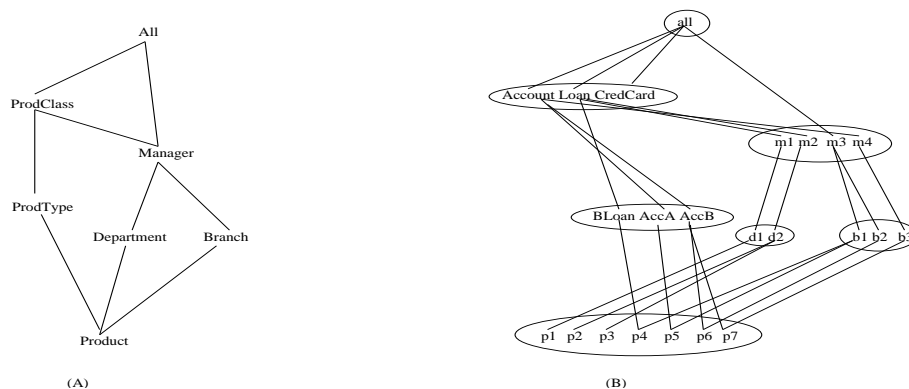 All
ProdClass
Manager
ProdType
Department Branch
Product
(A)
all
Account Loan CredCard
m1 m2 m3 m4
BLoan AccA AccB
d1 d2
b1 b2 b3
p1 p2 p3 p4 p5 p6 p7
(B)